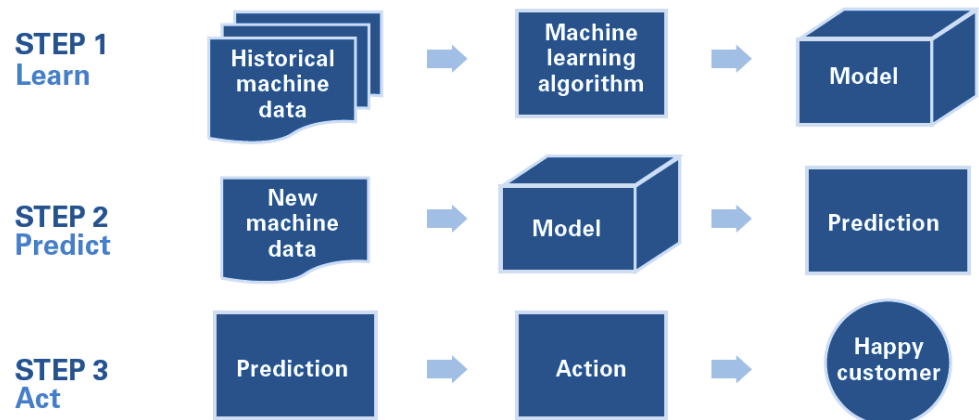 STEP 1
Learn
Historical
machine
data
Machine
learning
algorithm
Model
STEP 2
Predict
New
machine
data
Model
Prediction
STEP 3
Act
Prediction
Action
Happy
customer